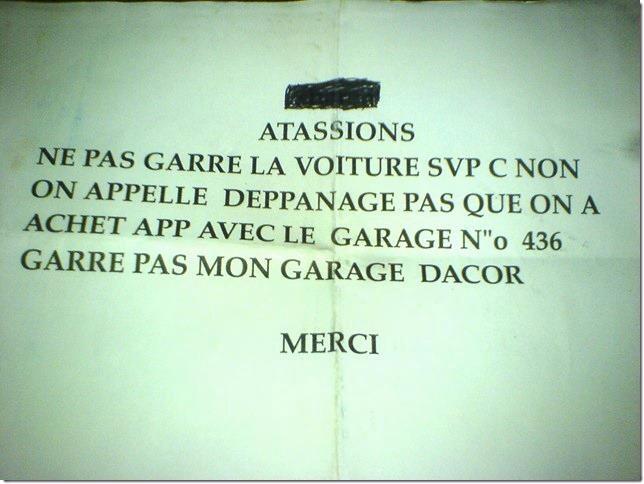 ATASSIONS
NE PAS GARRE LA VOITURE SVP C NON
ON APPELLE DEPPANAGE PAS QUE ON A
ACHET APP AVEC LE GARAGE N"o 436
GARRE PAS MON GARAGE DACOR
MERCI